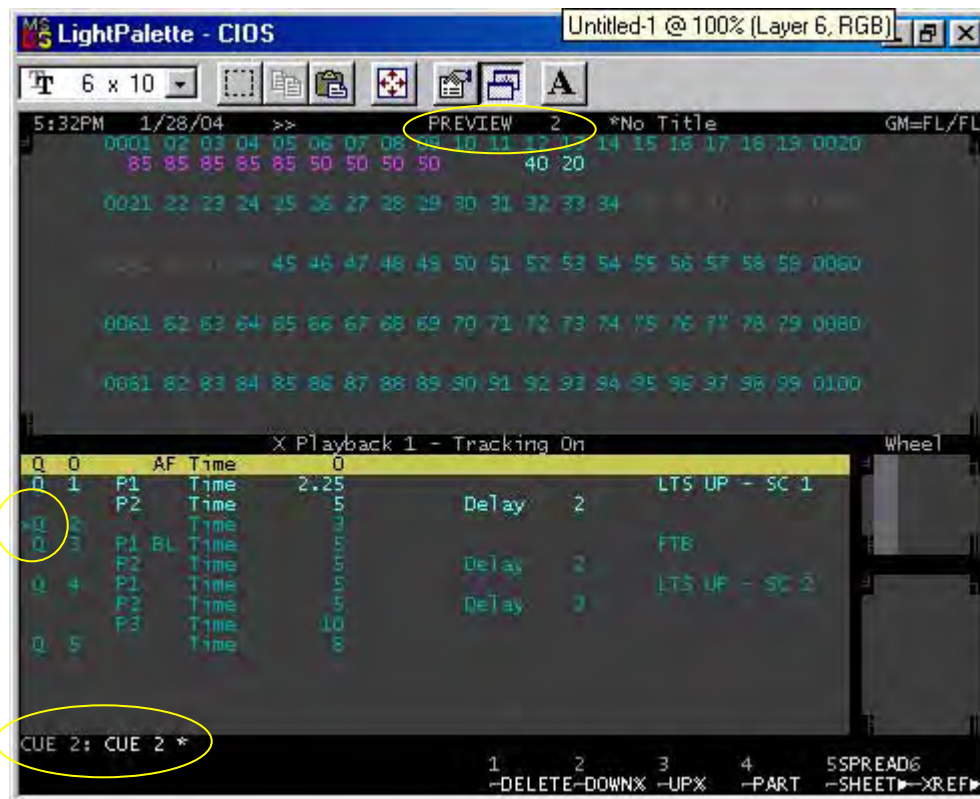 LightPalette - CIOS
Untitled-1 @ 100% (Layer 6, RGB)
6 x 10
A
5:32PM 1/28/04 >> PREVIEW 2 *No Title GM=FL/FL
0001 02 03 04 05 06 07 08 09 10 11 12 13 14 15 16 17 18 19 0020
85 85 85 85 85 50 50 50 50 40 20
0021 22 23 24 25 26 27 28 29 30 31 32 33 34
45 46 47 48 49 50 51 52 53 54 55 56 57 58 59 0060
0061 62 63 64 65 66 67 68 69 70 71 72 73 74 75 76 77 78 79 0080
0081 82 83 84 85 86 87 88 89 90 91 92 93 94 95 96 97 98 99 0100
X Playback 1 - Tracking On Wheel
Q 0 AF Time 0
Q 1 P1 Time 2.25 LTS UP - SC 1
P2 Time 5 Delay 2
>Q 2 Time 3
Q 3 P1 BL Time 5 FTB
P2 Time 5 Delay 2
Q 4 P1 Time 5 LTS UP - SC 2
P2 Time 5 Delay
P3 Time 10
Q 5 Time 8
CUE 2: CUE 2 *
1 2 3 4 5SPREAD6
DELETE DOWN% UP% PART SHEET XREF